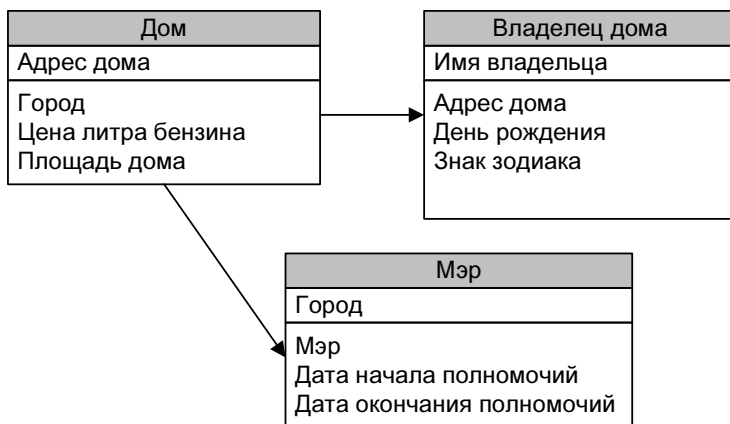 Дом
Адрес дома
Город
Цена литра бензина
Площадь дома
Владелец дома
Имя владельца
Адрес дома
День рождения
Знак зодиака
Мэр
Город
Мэр
Дата начала полномочий
Дата окончания полномочий